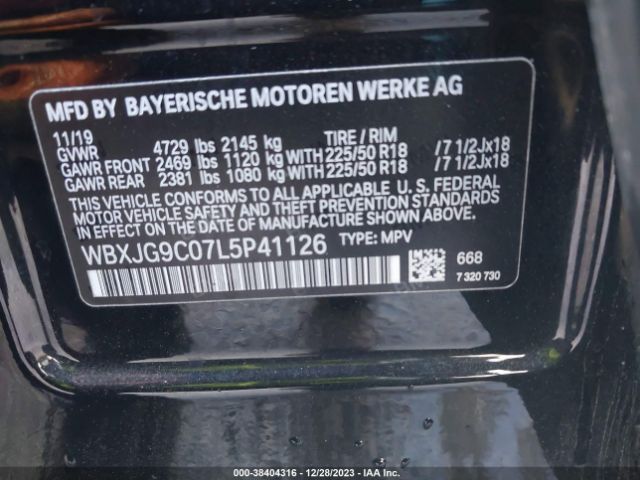 MFD BY BAYERISCHE MOTOREN WERKE AG
11/19 TIRE / RIM
GVWR 4729 lbs 2145 kg
GAWR FRONT 2469 lbs 1120 kg WITH 225/50 R18 /7 1/2Jx18
GAWR REAR 2381 lbs 1080 kg WITH 225/50 R18 /7 1/2Jx18
THIS VEHICLE CONFORMS TO ALL APPLICABLE U. S. FEDERAL
MOTOR VEHICLE SAFETY AND THEFT PREVENTION STANDARDS
IN EFFECT ON THE DATE OF MANUFACTURE SHOWN ABOVE.
WBXJG9C07L5P41126 TYPE: MPV
668
7 320 730
000-38404316 • 12/28/2023 • IAA Inc.